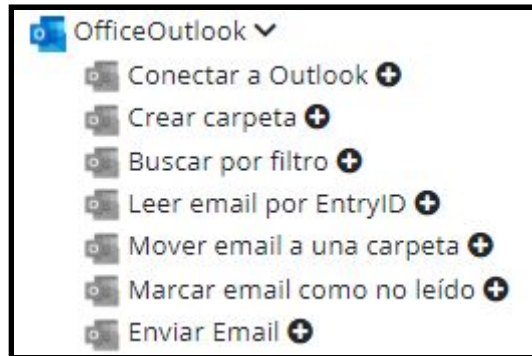 OfficeOutlook
Conectar a Outlook
Crear carpeta
Buscar por filtro
Leer email por EntryID
Mover email a una carpeta
Marcar email como no leído
Enviar Email